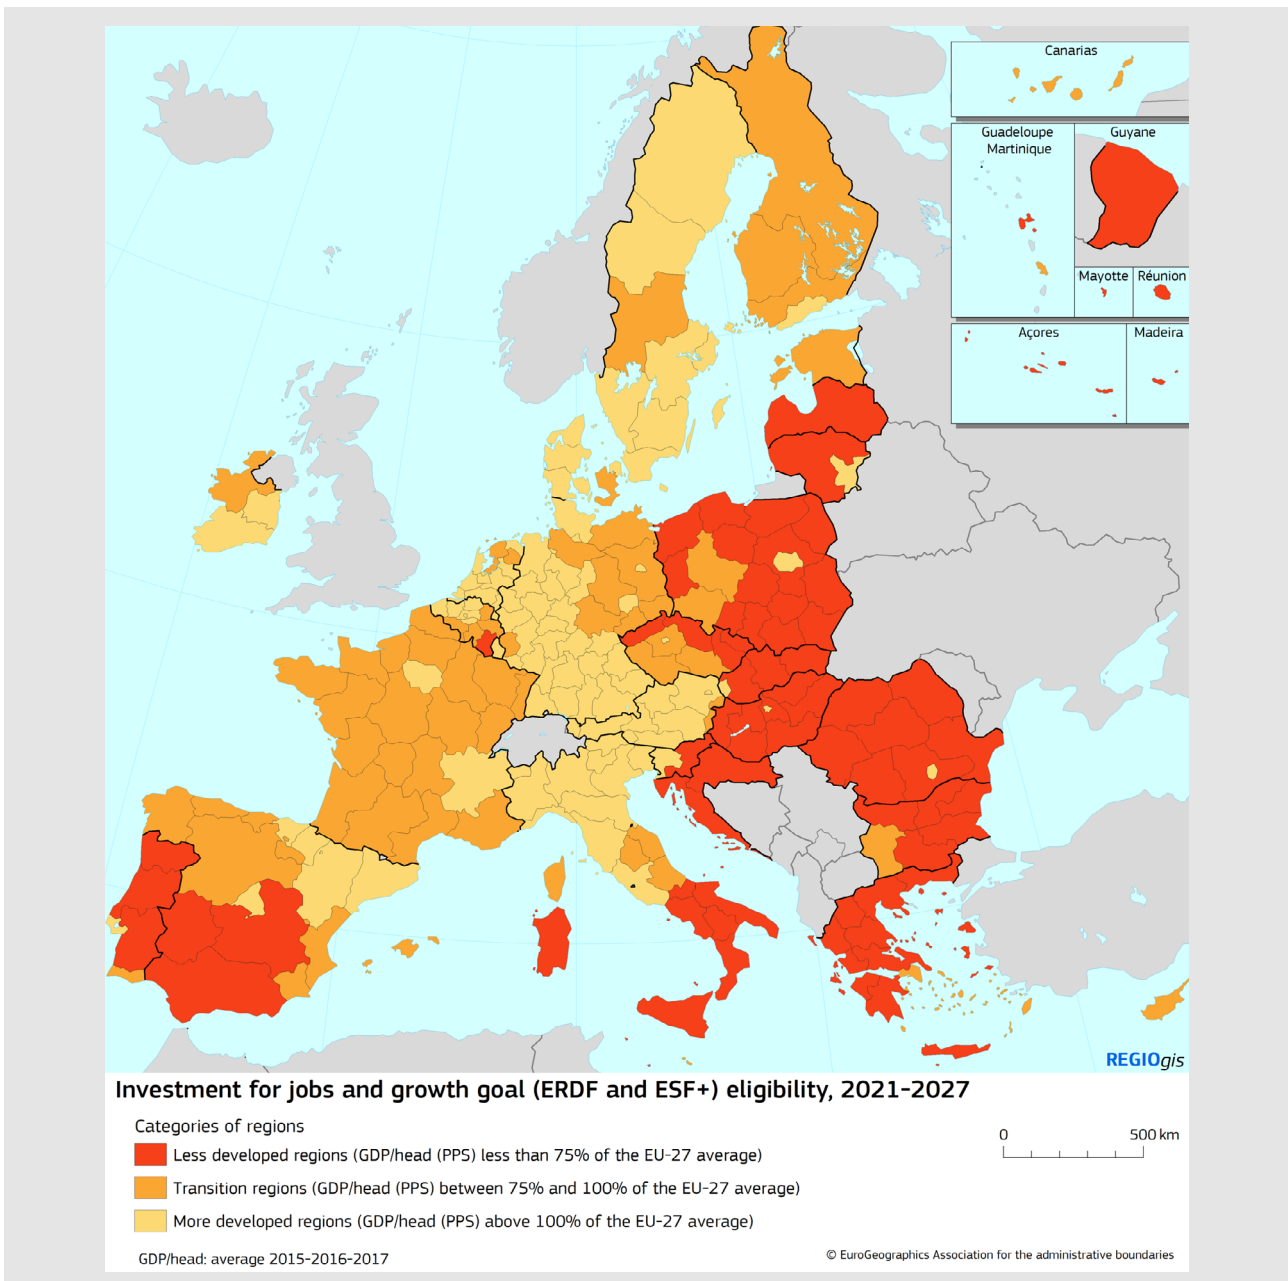 Canarias
Guadeloupe
Martinique
Guyane
Mayotte
Réunion
Açores
Madeira
REGIOgis
Investment for jobs and growth goal (ERDF and ESF+) eligibility, 2021-2027
Categories of regions
0 500 km
Less developed regions (GDP/head (PPS) less than 75% of the EU-27 average)
Transition regions (GDP/head (PPS) between 75% and 100% of the EU-27 average)
More developed regions (GDP/head (PPS) above 100% of the EU-27 average)
GDP/head: average 2015-2016-2017
© EuroGeographics Association for the administrative boundaries